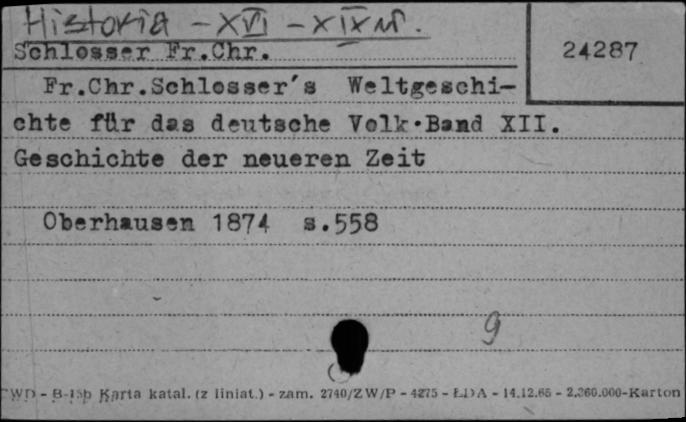 Historia - XVI - XIX w.
Schlosser Fr.Chr.
24287
Fr.Chr.Schlosser's Weltgeschi-
chte für das deutsche Volk.Band XII.
Geschichte der neueren Zeit
Oberhausen 1874 s.558
9
PWD - B-15b Karta katal. (z liniat.) - zam. 2740/ZW/P - 4275 - ŁDA - 14.12.65 - 2.360.000-Karton